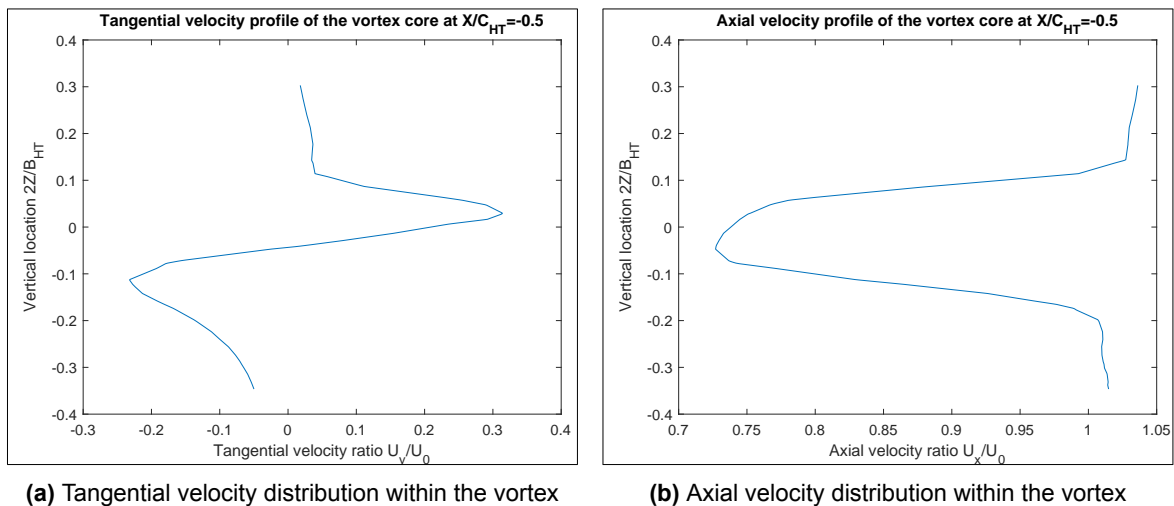 Tangential velocity profile of the vortex core at X/C_HT=-0.5
0.4
0.3
0.2
0.1
0
-0.1
-0.2
-0.3
-0.4
Vertical location 2Z/B_HT
-0.3 -0.2 -0.1 0 0.1 0.2 0.3 0.4
Tangential velocity ratio U_y/U_0
(a) Tangential velocity distribution within the vortex
Axial velocity profile of the vortex core at X/C_HT=-0.5
0.4
0.3
0.2
0.1
0
-0.1
-0.2
-0.3
-0.4
Vertical location 2Z/B_HT
0.7 0.75 0.8 0.85 0.9 0.95 1 1.05
Axial velocity ratio U_x/U_0
(b) Axial velocity distribution within the vortex